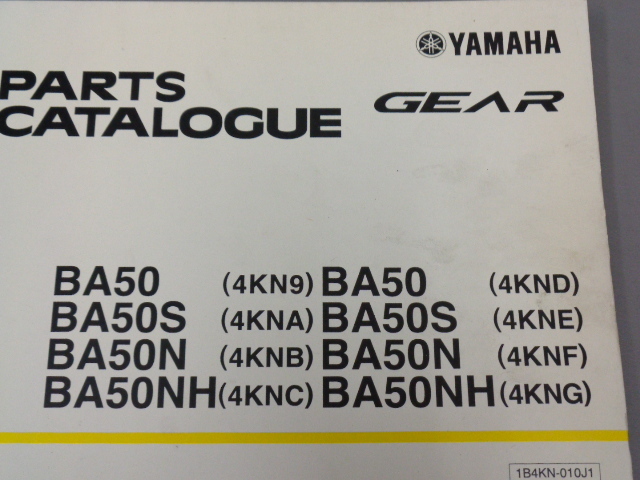 YAMAHA
PARTS
CATALOGUE
GEAR
BA50 (4KN9) BA50 (4KND)
BA50S (4KNA) BA50S (4KNE)
BA50N (4KNB) BA50N (4KNF)
BA50NH (4KNC) BA50NH (4KNG)
1B4KN-010J1